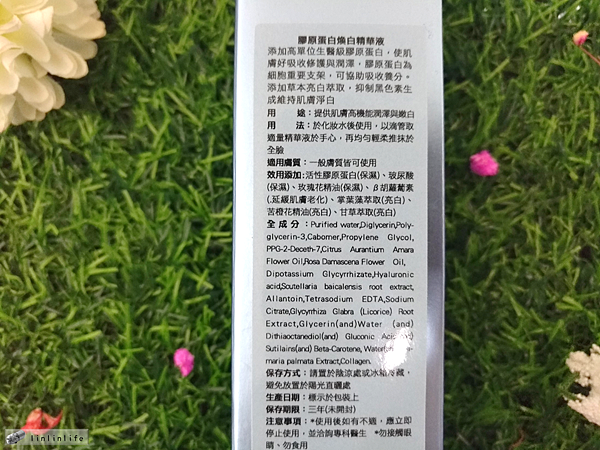 膠原蛋白煥白精華液
添加高單位生醫級膠原蛋白，使肌
膚好吸收修護與潤澤，膠原蛋白為
細胞重要支架，可協助吸收養分。
添加草本亮白萃取，抑制黑色素生
成維持肌膚淨白
用 途：提供肌膚高機能潤澤與嫩白
用 法：於化妝水後使用，以滴管取
適量精華液於手心，再均勻輕柔推抹於
全臉
適用膚質：一般膚質皆可使用
效用添加:活性膠原蛋白(保濕)、玻尿酸
(保濕)、玫瑰花精油(保濕)、β胡蘿蔔素
(.延緩肌膚老化)、掌葉藻萃取(亮白)、
苦橙花精油(亮白)、甘草萃取(亮白)
全成分：Purified water,Diglycerin,Poly-
glycerin-3,Cabomer,Propylene Glycol,
PPG-2-Deceth-7,Citrus Aurantium Amara
Flower Oil,Rosa Damascena Flower Oil,
Dipotassium Glycyrrhizate,Hyaluronic
acid,Scutellaria baicalensis root extract,
Allantoin,Tetrasodium EDTA,Sodium
Citrate,Glycyrrhiza Glabra (Licorice) Root
Extract,Glycerin(and)Water (and)
Dithiaoctanediol(and) Gluconic
Sutilains(and) Beta-Carotene,
maria palmata Extract,Collagen.
保存方式：請置於陰涼處或冰箱冷藏，
避免放置於陽光直曬處
生產日期：標示於包裝上
保存期限：三年(未開封)
注意事項：*使用後如有不適，應立即
停止使用，並洽詢專科醫生 *勿接觸眼
睛、勿食用
linlinlife